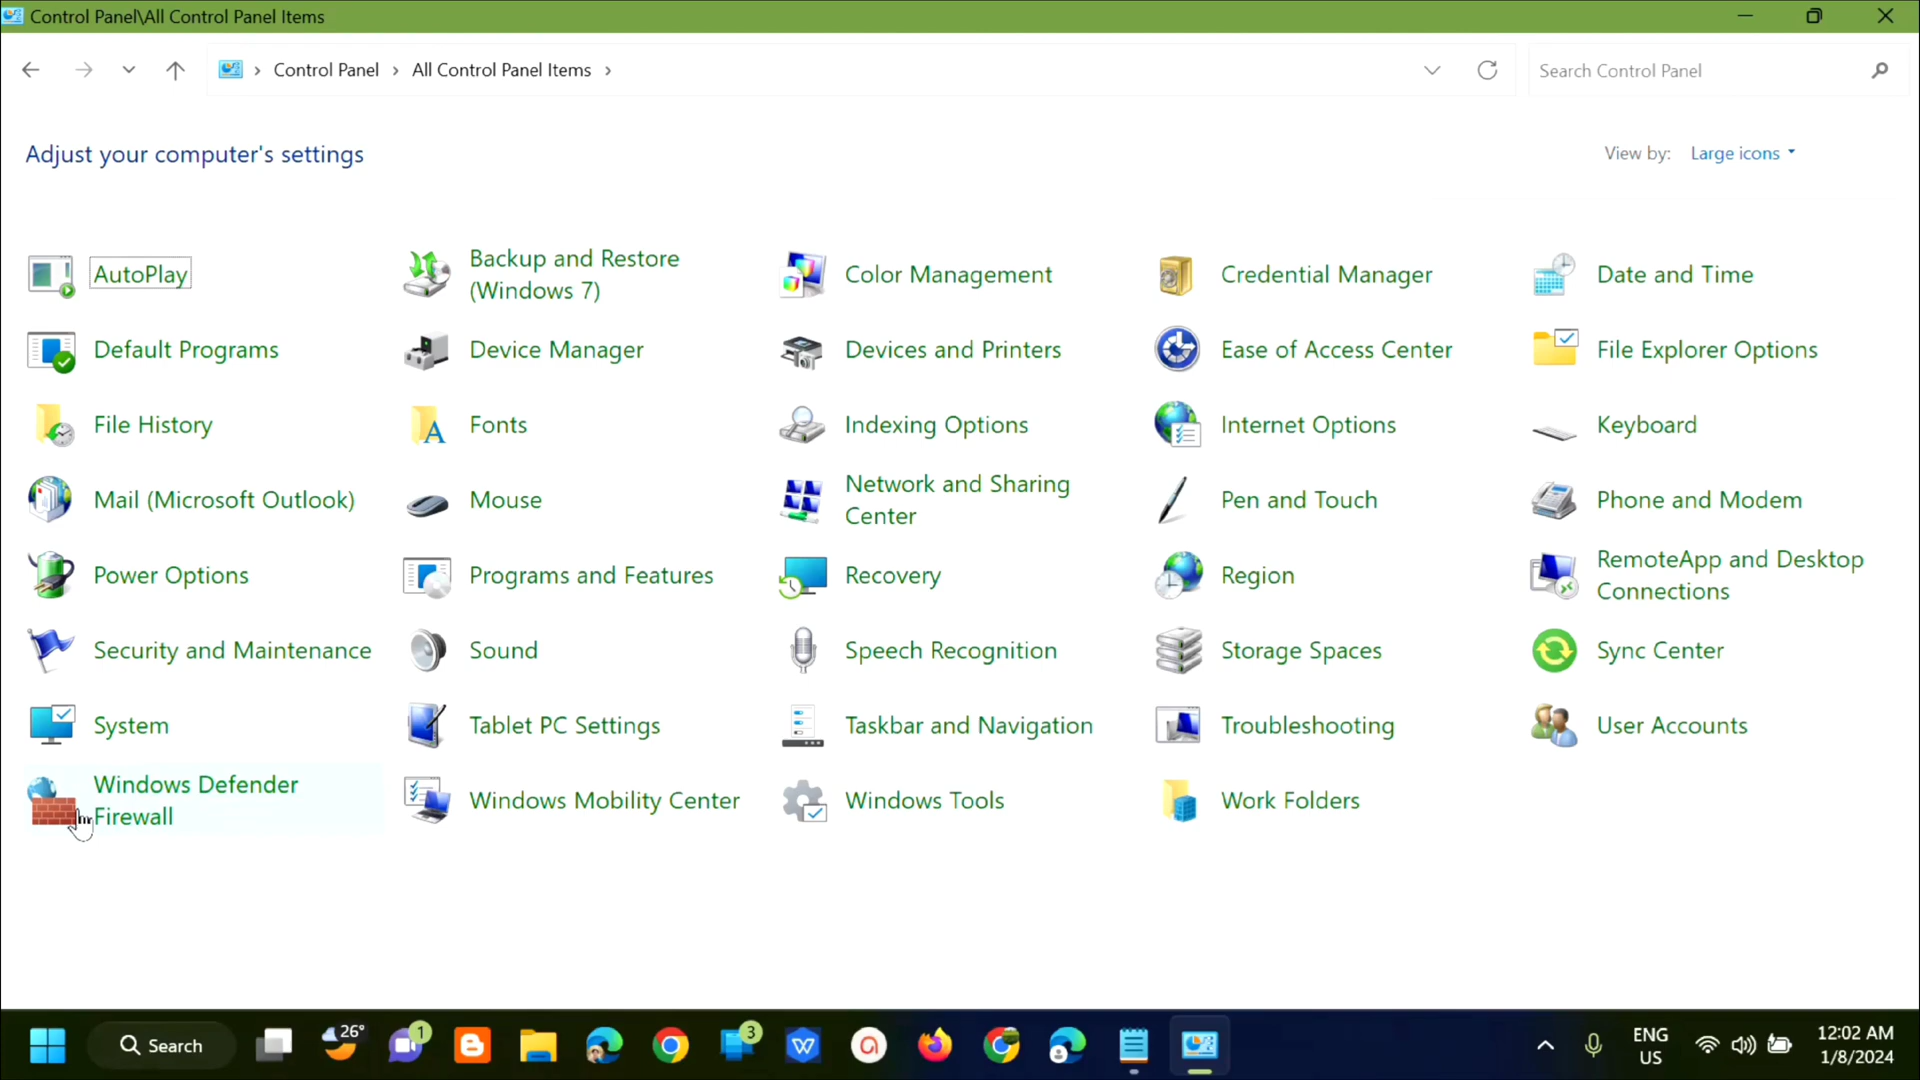 Control Panel\All Control Panel Items
Control Panel
All Control Panel Items
Search Control Panel
Adjust your computer's settings
View by: Large icons
AutoPlay
Backup and Restore
(Windows 7)
Color Management
Credential Manager
Date and Time
Default Programs
Device Manager
Devices and Printers
Ease of Access Center
File Explorer Options
File History
Fonts
Indexing Options
Internet Options
Keyboard
Mail (Microsoft Outlook)
Mouse
Network and Sharing
Center
Pen and Touch
Phone and Modem
Power Options
Programs and Features
Recovery
Region
RemoteApp and Desktop
Connections
Security and Maintenance
Sound
Speech Recognition
Storage Spaces
Sync Center
System
Tablet PC Settings
Taskbar and Navigation
Troubleshooting
User Accounts
Windows Defender
Firewall
Windows Mobility Center
Windows Tools
Work Folders
Search
26°
1
3
ENG
US
12:02 AM
1/8/2024